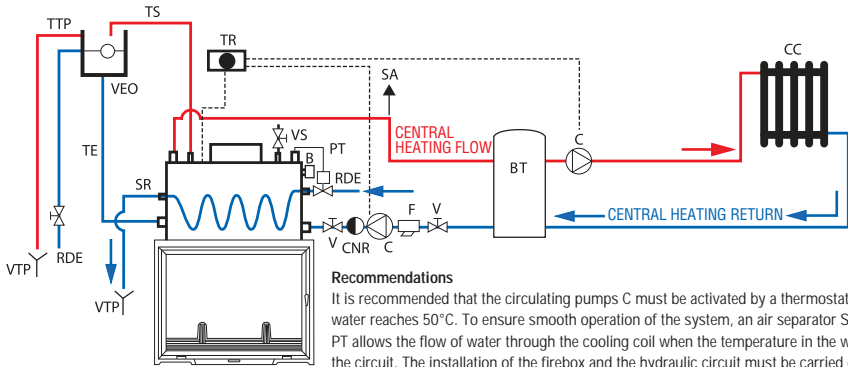 TTP
TS
VEO
TR
SA
CC
TE
VS
PT
B
RDE
CENTRAL
HEATING FLOW
C
BT
SR
F
V
V
CNR
C
CENTRAL HEATING RETURN
RDE
VTP
VTP
Recommendations
It is recommended that the circulating pumps C must be activated by a thermostat
water reaches 50°C. To ensure smooth operation of the system, an air separator S
PT allows the flow of water through the cooling coil when the temperature in the w
the circuit. The installation of the firebox and the hydraulic circuit must be carried